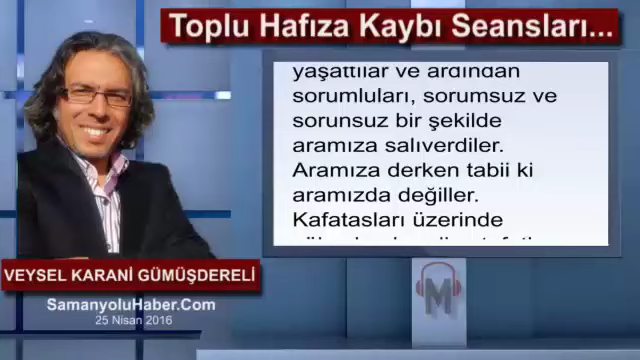 Toplu Hafıza Kaybı Seansları...
yaşattılar ve ardından
sorumluları, sorumsuz ve
sorunsuz bir şekilde
aramıza salıverdiler.
Aramıza derken tabii ki
aramızda değiller.
Kafatasları üzerinde
VEYSEL KARANİ GÜMÜŞDERELİ
SamanyoluHaber.Com
25 Nisan 2016
M